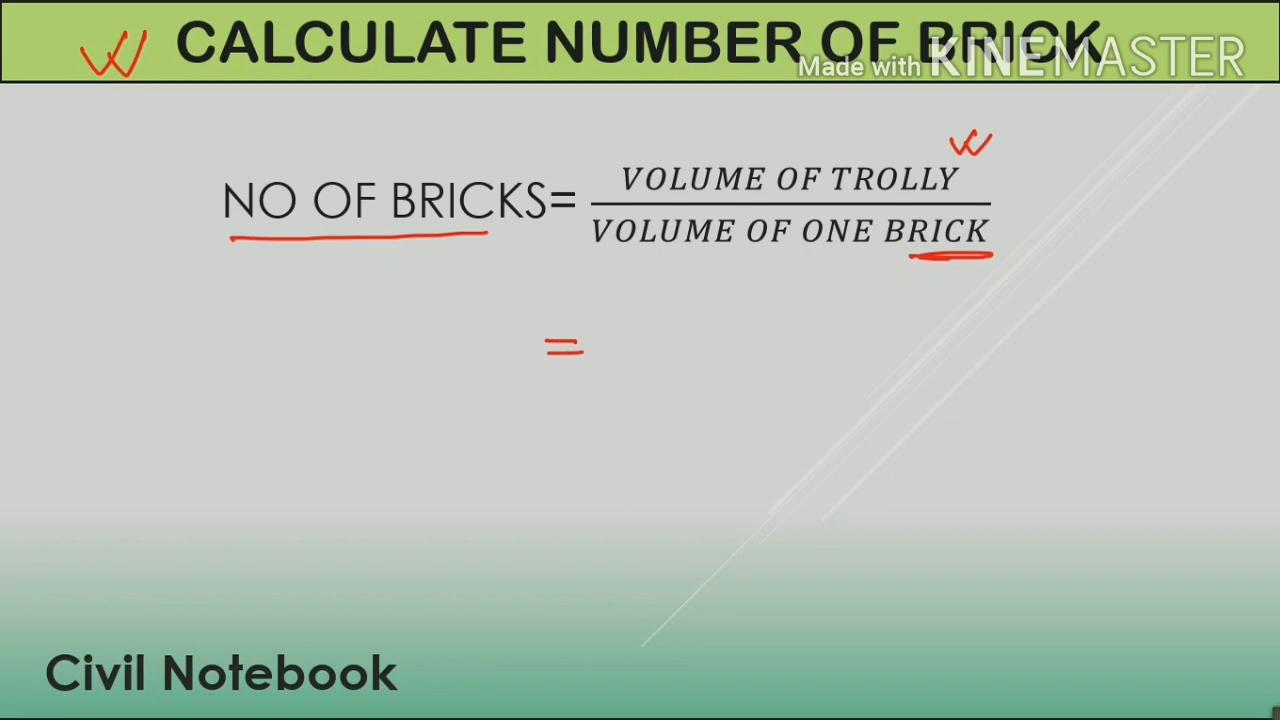 CALCULATE NUMBER OF BRICK
Made with KINEMASTER
NO OF BRICKS= VOLUME OF TROLLY
VOLUME OF ONE BRICK
=
Civil Notebook